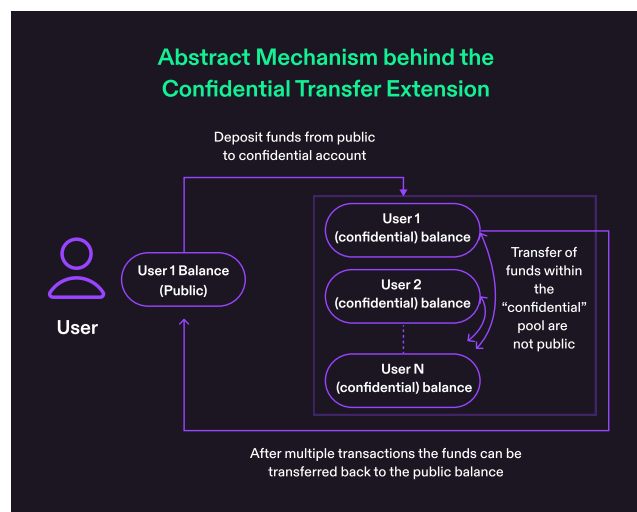 Abstract Mechanism behind the
Confidential Transfer Extension
Deposit funds from public
to confidential account
User 1 Balance
(Public)
User
User 1
(confidential) balance
User 2
(confidential) balance
User N
(confidential) balance
Transfer of
funds within
the
“confidential”
pool are
not public
After multiple transactions the funds can be
transferred back to the public balance